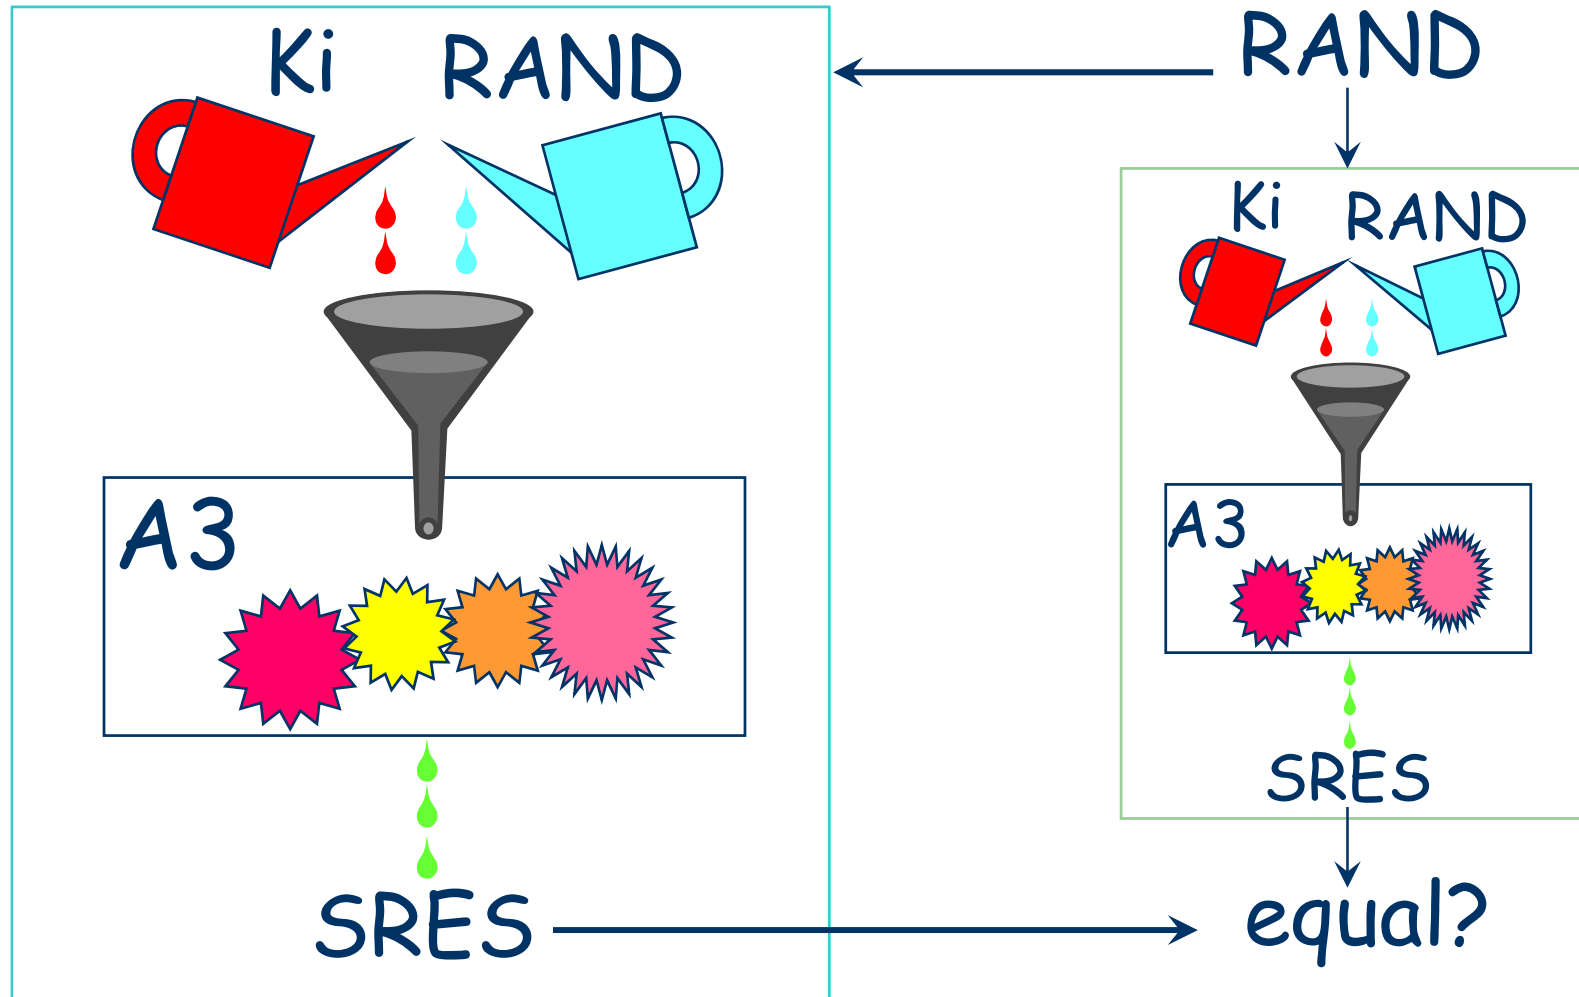 Ki RAND
A3
SRES
RAND
Ki RAND
A3
SRES
equal?